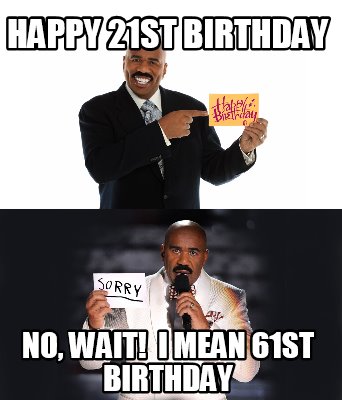 HAPPY 21ST BIRTHDAY
Happy
Birthday
SORRY
NO, WAIT! I MEAN 61ST
BIRTHDAY